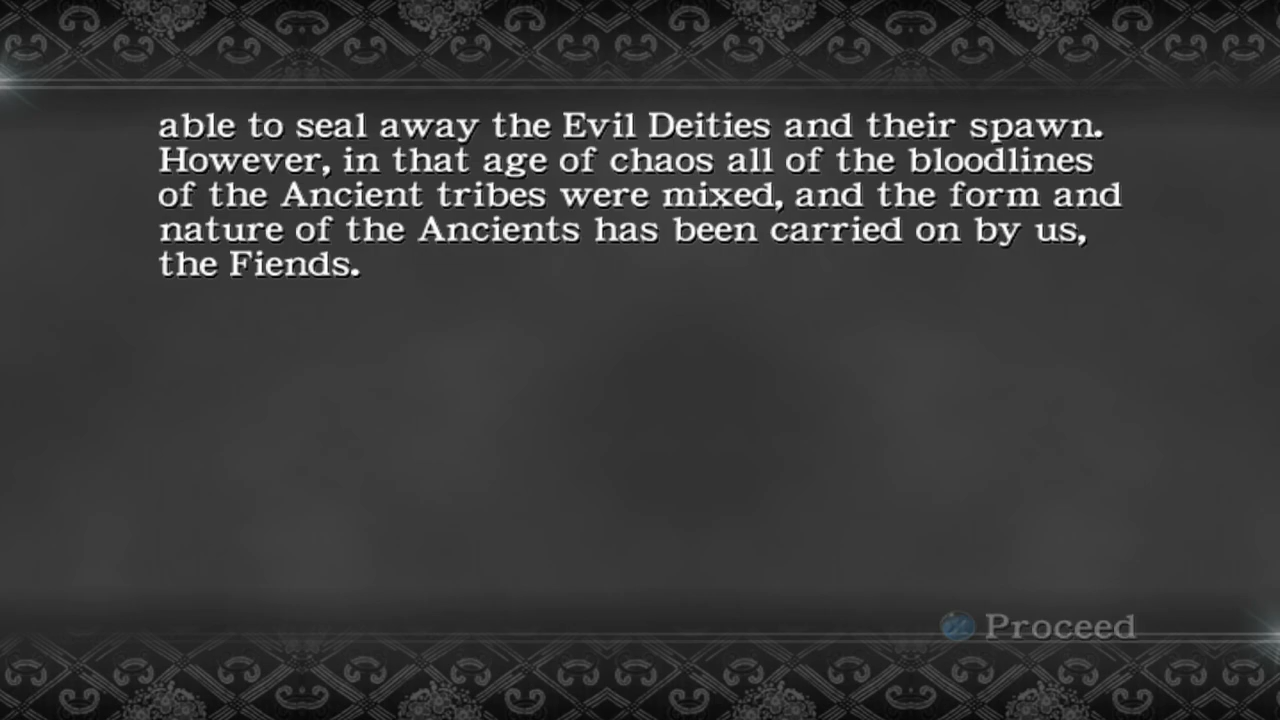 able to seal away the Evil Deities and their spawn.
However, in that age of chaos all of the bloodlines
of the Ancient tribes were mixed, and the form and
nature of the Ancients has been carried on by us,
the Fiends.
Proceed